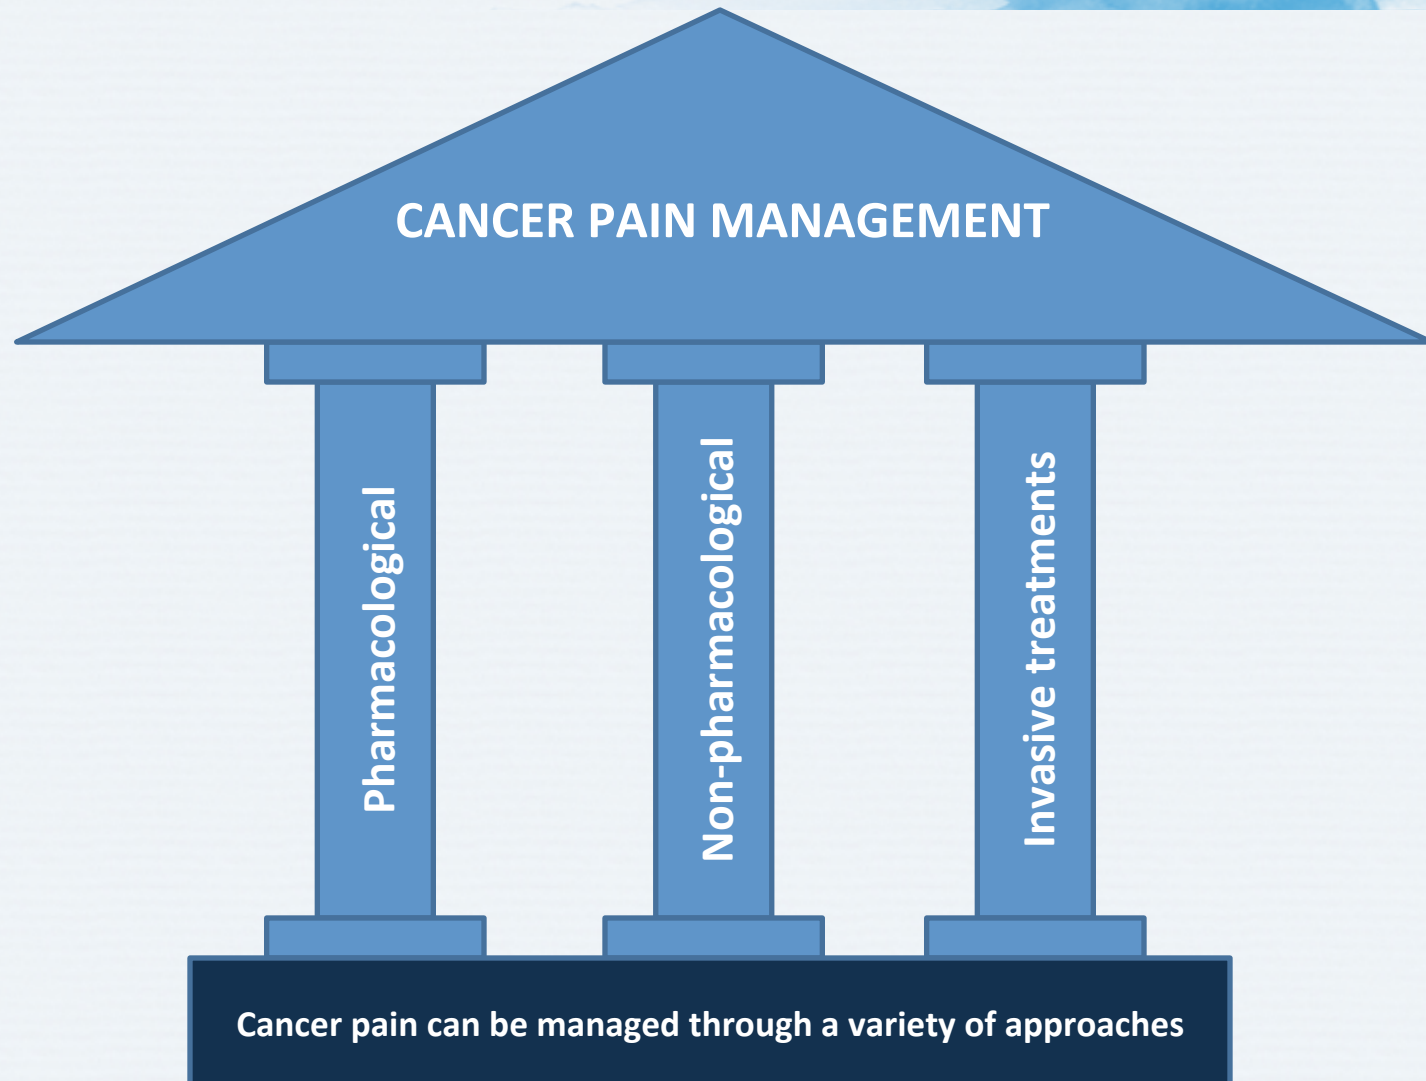 CANCER PAIN MANAGEMENT
Pharmacological
Non-pharmacological
Invasive treatments
Cancer pain can be managed through a variety of approaches